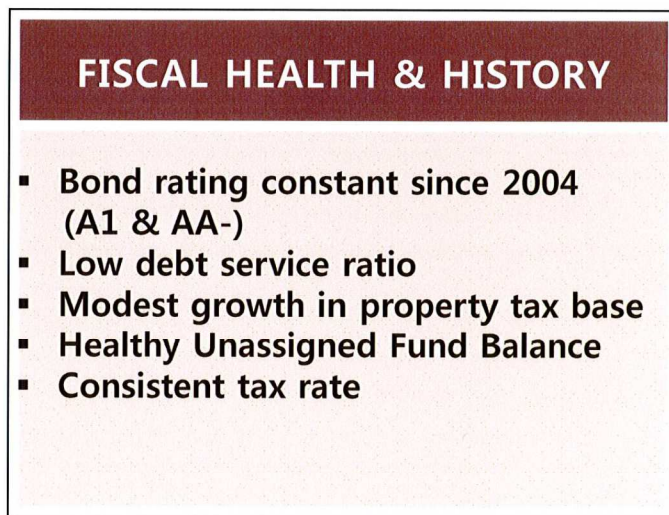 FISCAL HEALTH & HISTORY
▪ Bond rating constant since 2004
(A1 & AA-)
▪ Low debt service ratio
▪ Modest growth in property tax base
▪ Healthy Unassigned Fund Balance
▪ Consistent tax rate